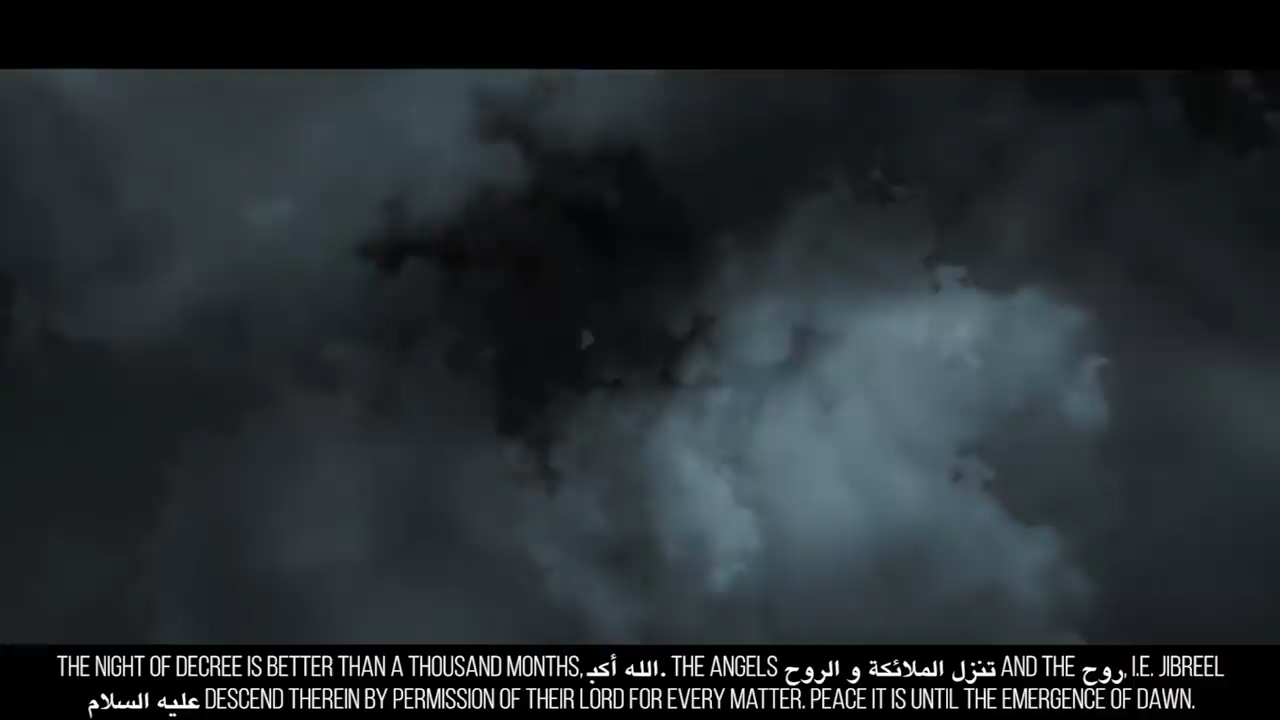 THE NIGHT OF DECREE IS BETTER THAN A THOUSAND MONTHS, الله أكبر. THE ANGELS تنزل الملائكة و الروح AND THE روح, I.E. JIBREEL
عليه السلام DESCEND THEREIN BY PERMISSION OF THEIR LORD FOR EVERY MATTER. PEACE IT IS UNTIL THE EMERGENCE OF DAWN.